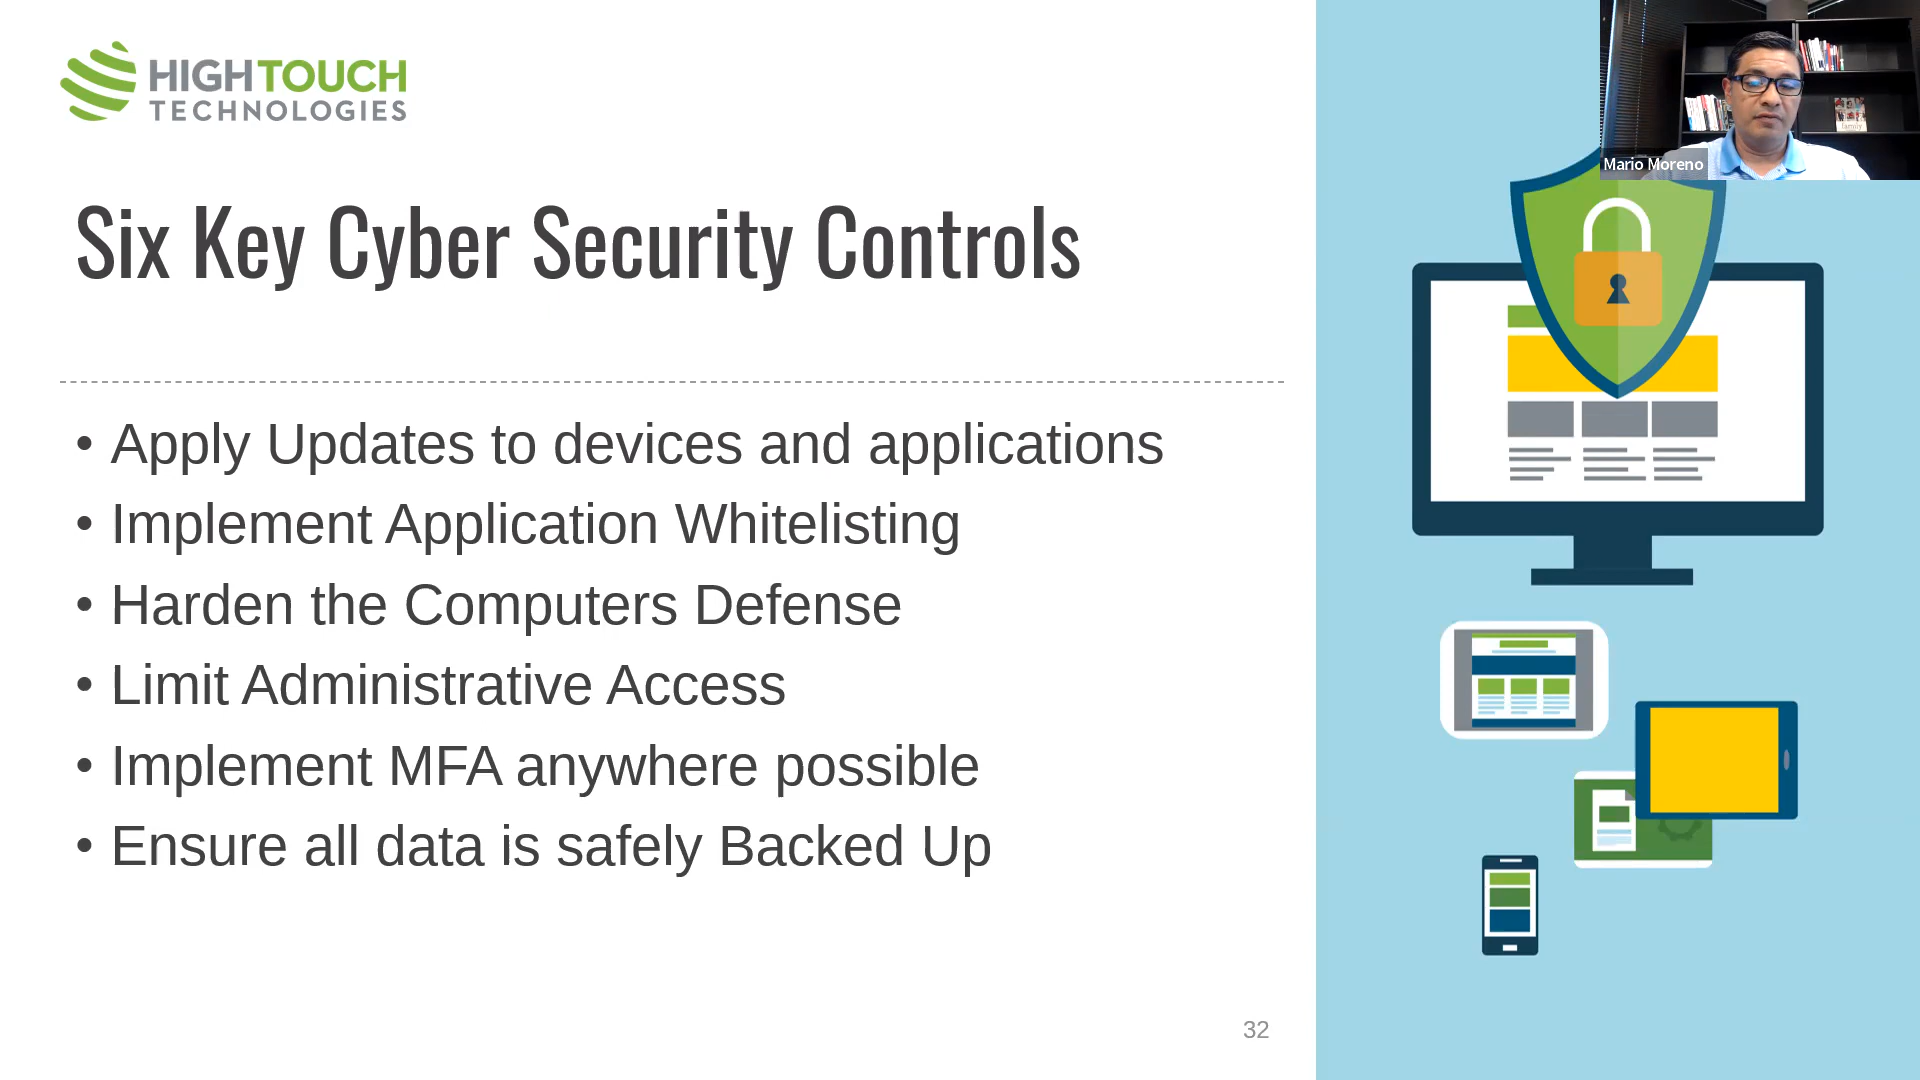 HIGHTOUCH
TECHNOLOGIES
Mario Moreno
Six Key Cyber Security Controls
• Apply Updates to devices and applications
• Implement Application Whitelisting
• Harden the Computers Defense
• Limit Administrative Access
• Implement MFA anywhere possible
• Ensure all data is safely Backed Up
32